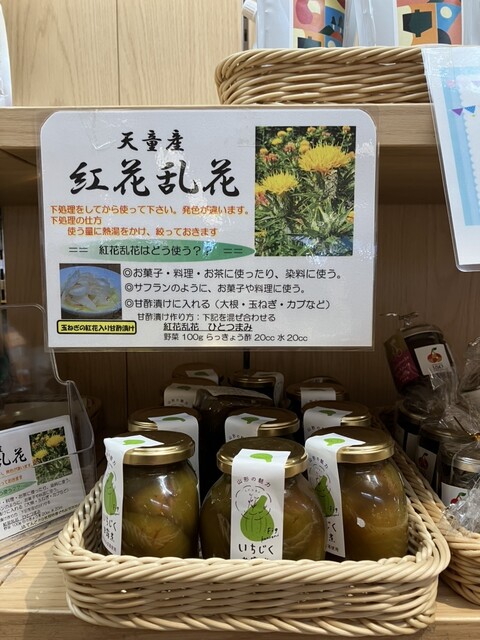 天童産
紅花乱花
下処理をしてから使って下さい。発色が違います。
下処理の仕方
使う量に熱湯をかけ、絞っておきます
== 紅花乱花はどう使う?? ==
◎お菓子・料理・お茶に使ったり、染料に使う。
◎サフランのように、お菓子や料理に使う。
◎甘酢漬けに入れる（大根・玉ねぎ・カブなど）
甘酢漬け作り方：下記を混ぜ合わせる
玉ねぎの紅花入り甘酢漬け
紅花乱花 ひとつまみ
野菜 100g らっきょう酢 20cc 水 20cc
乱花
山形の魅力
いちじく